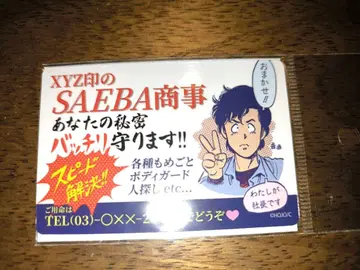 XYZ印の
SAEBA商事
あなたの秘密
バッチリ守ります!!
スピード
解決!!
各種もめごと
ボディガード
人探し etc...
ご用命は
TEL(03)-○××-2 でどうぞ♥
おまかせ!!
わたしが
社長です
©HOJO/C